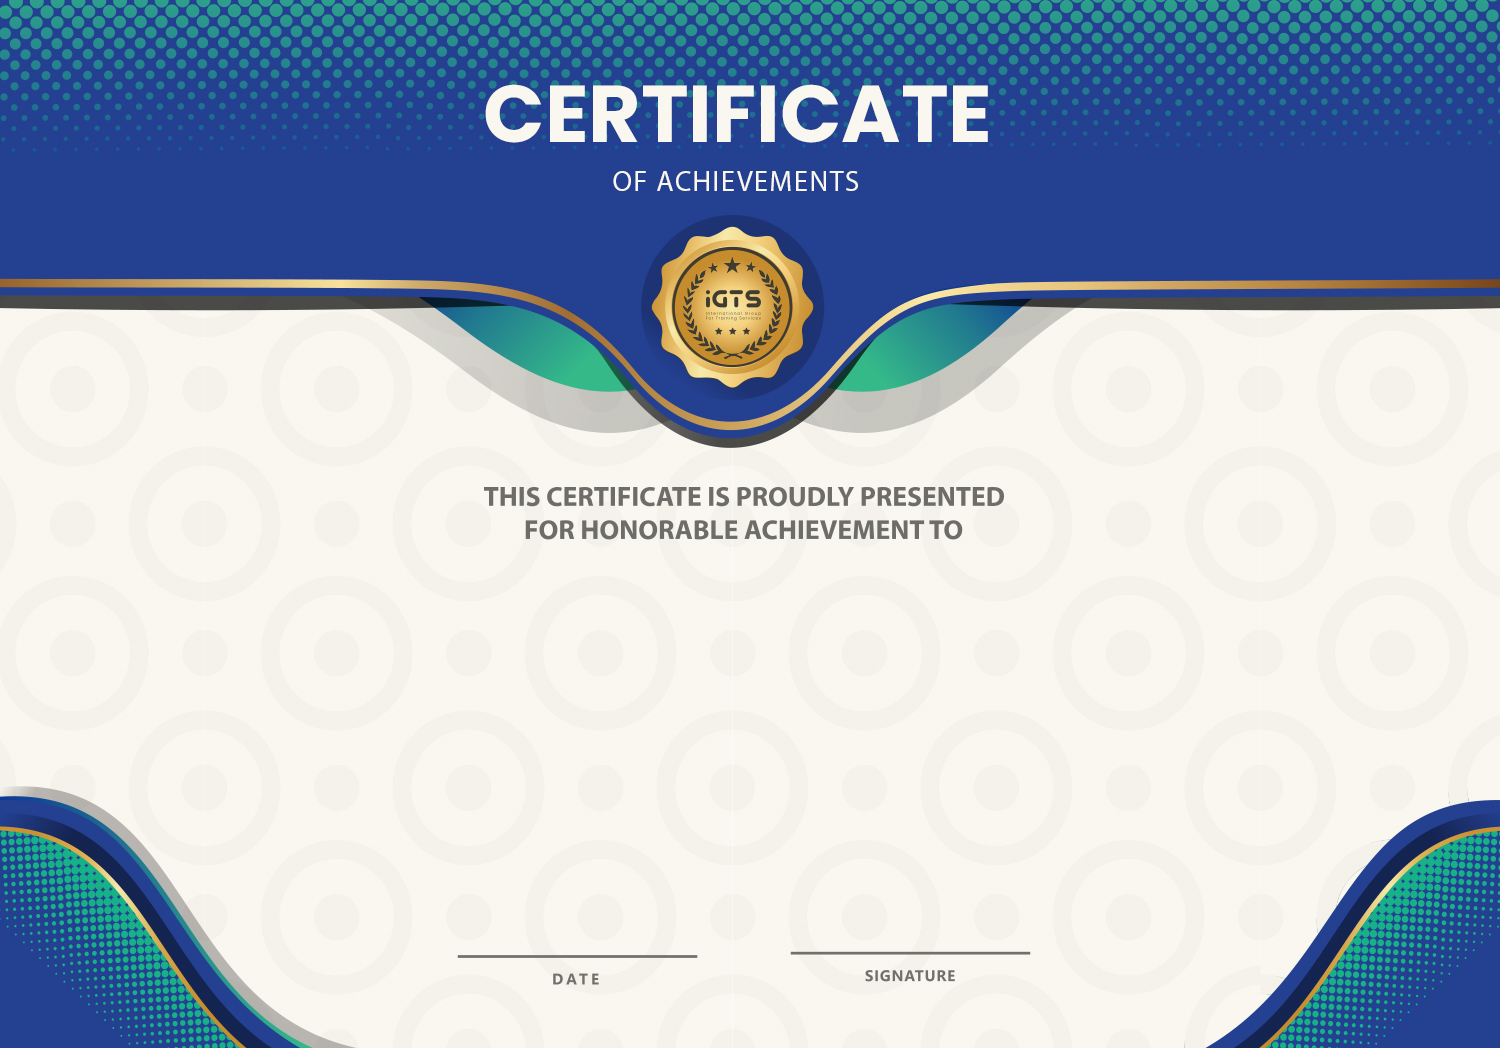 CERTIFICATE
OF ACHIEVEMENTS
iGTS
International Group
For Training Services
THIS CERTIFICATE IS PROUDLY PRESENTED
FOR HONORABLE ACHIEVEMENT TO
DATE
SIGNATURE